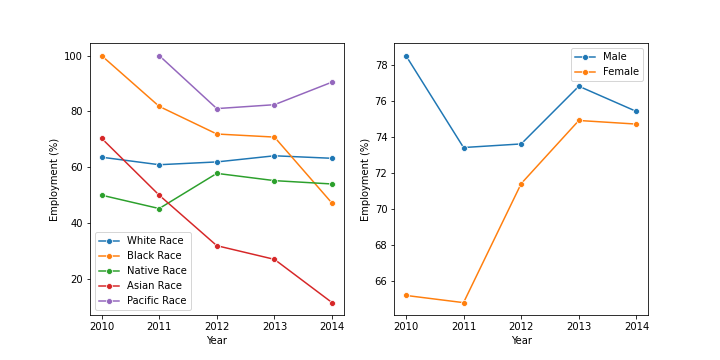 Employment (%)
100
80
60
40
20
2010 2011 2012 2013 2014
Year
White Race
Black Race
Native Race
Asian Race
Pacific Race
Employment (%)
78
76
74
72
70
68
66
2010 2011 2012 2013 2014
Year
Male
Female